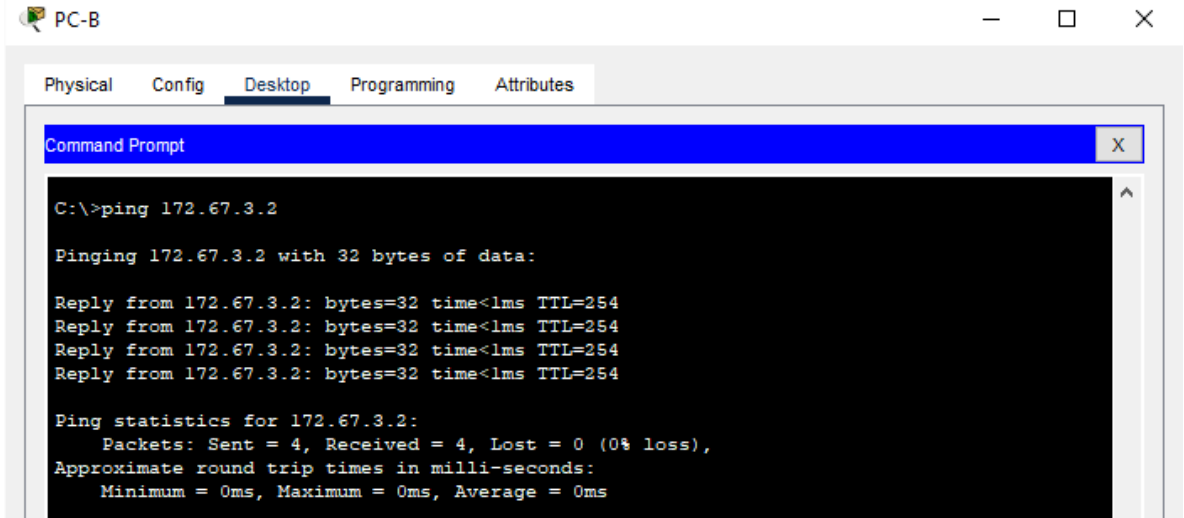 PC-B
Physical Config Desktop Programming Attributes
Command Prompt X
C:\>ping 172.67.3.2
Pinging 172.67.3.2 with 32 bytes of data:
Reply from 172.67.3.2: bytes=32 time<1ms TTL=254
Reply from 172.67.3.2: bytes=32 time<1ms TTL=254
Reply from 172.67.3.2: bytes=32 time<1ms TTL=254
Reply from 172.67.3.2: bytes=32 time<1ms TTL=254
Ping statistics for 172.67.3.2:
Packets: Sent = 4, Received = 4, Lost = 0 (0% loss),
Approximate round trip times in milli-seconds:
Minimum = 0ms, Maximum = 0ms, Average = 0ms